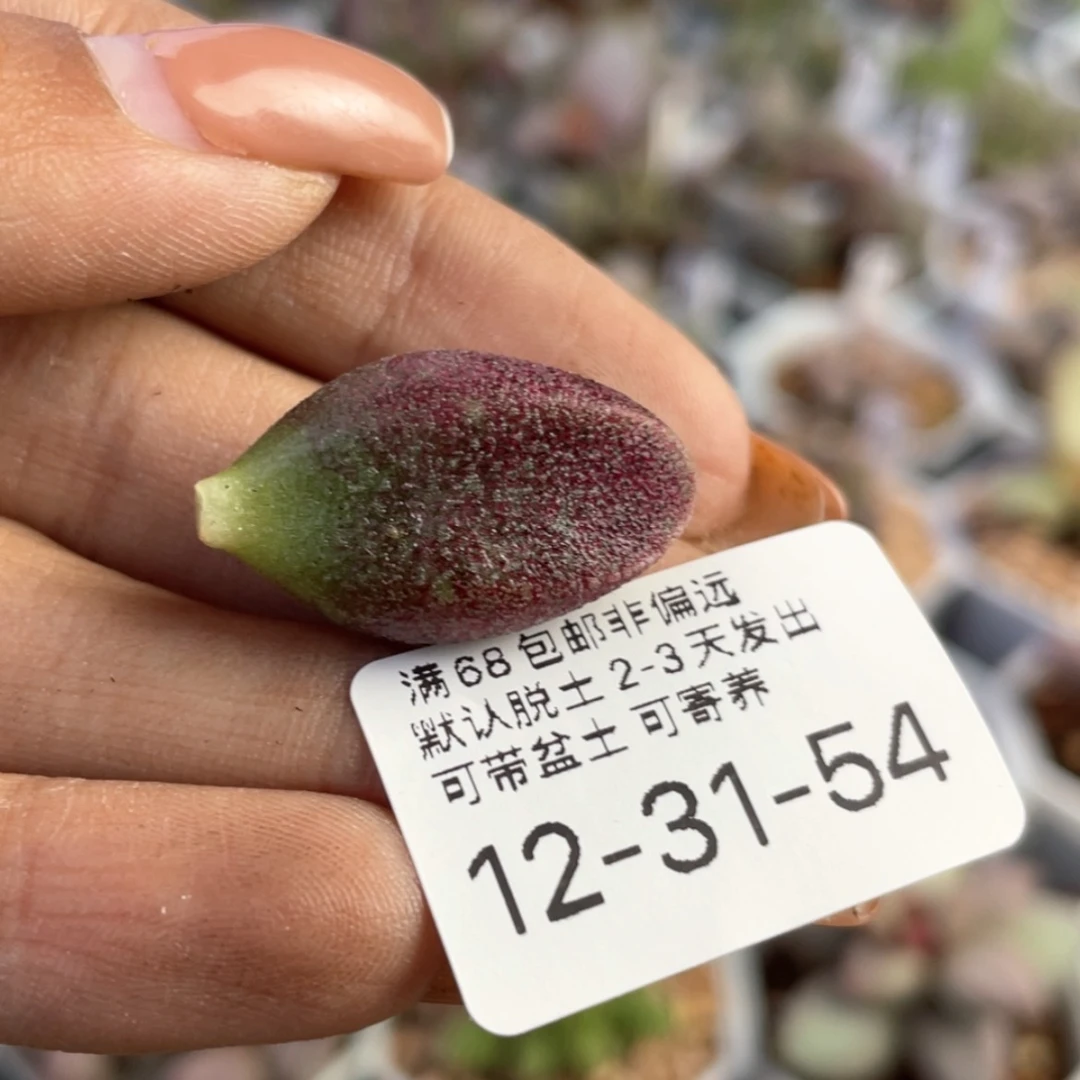 满68包邮非偏远
默认脱土2-3天发出
可带盆土 可寄养
12-31-54